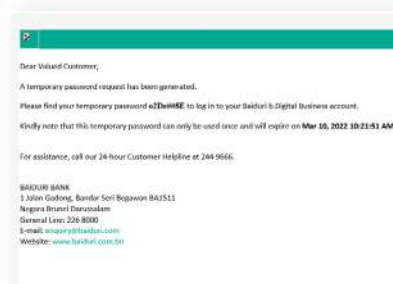 Dear Valued Customer,
A temporary password request has been generated.
Please find your temporary password to log in to your Baiduri b.Digital Business account.
Kindly note that this temporary password can only be used once and will expire on Mar 10, 2022 10:21:51 AM
For assistance, call our 24-hour Customer Helpline at 244 9666.
BAIDURI BANK
1 Jalan Gadong, Bandar Seri Begawan BA1511
Negara Brunei Darussalam
General Line: 226 8000
E-mail: enquiry@baiduri.com
Website: www.baiduri.com.bn